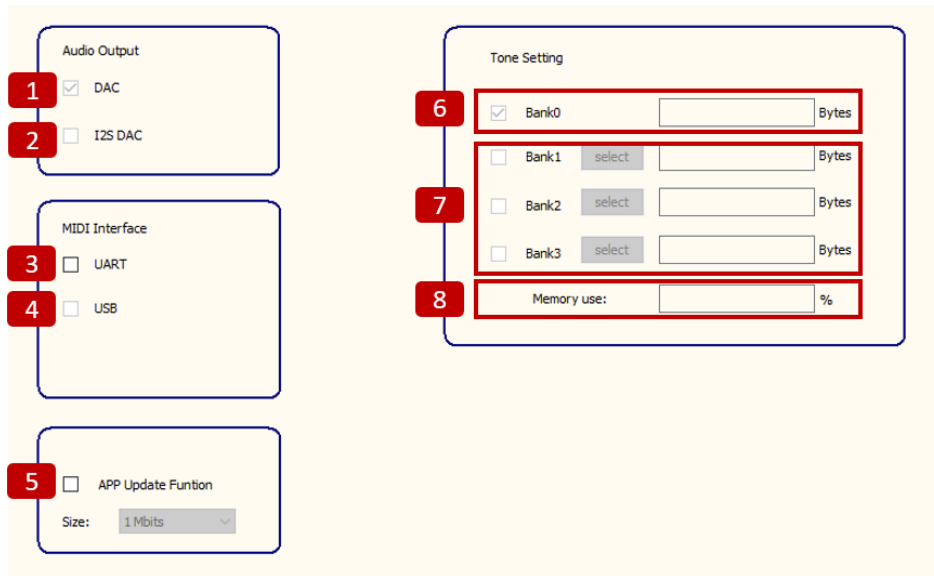 Audio Output
1 DAC
2 I2S DAC
MIDI Interface
3 UART
4 USB
5 APP Update Funtion
Size: 1 Mbits
Tone Setting
6 Bank0 Bytes
7 Bank1 select Bytes
Bank2 select Bytes
Bank3 select Bytes
8 Memory use: %